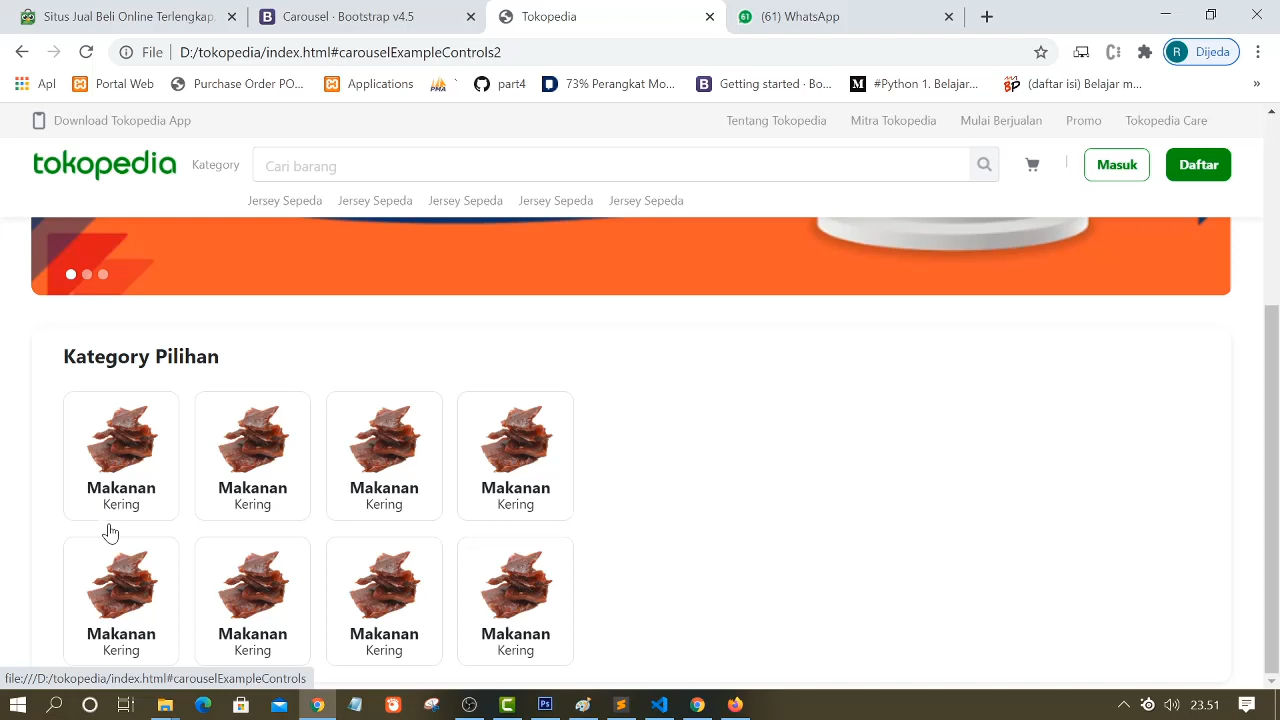 Situs Jual Beli Online Terlengkap,
Carousel · Bootstrap v4.5
Tokopedia
(61) WhatsApp
File
D:/tokopedia/index.html#carouselExampleControls2
R
Dijeda
Apl
Portal Web
Purchase Order PO...
Applications
PMA
part4
73% Perangkat Mo...
Getting started · Bo...
#Python 1. Belajar...
(daftar isi) Belajar m...
Download Tokopedia App
Tentang Tokopedia
Mitra Tokopedia
Mulai Berjualan
Promo
Tokopedia Care
tokopedia
Kategory
Cari barang
Masuk
Daftar
Jersey Sepeda Jersey Sepeda Jersey Sepeda Jersey Sepeda Jersey Sepeda
Kategory Pilihan
Makanan Makanan Makanan Makanan
Kering Kering Kering Kering
Makanan Makanan Makanan Makanan
Kering Kering Kering Kering
file:///D:/tokopedia/index.html#carouselExampleControls
23.51